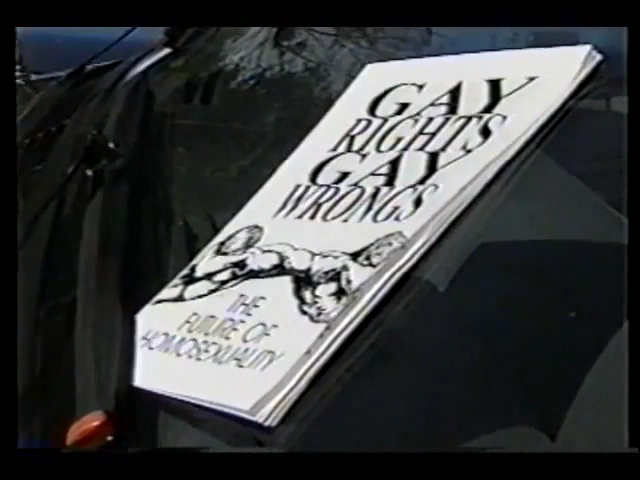 GAY
RIGHTS
GAY
WRONGS
THE
FUTURE OF
HOMOSEXUALITY